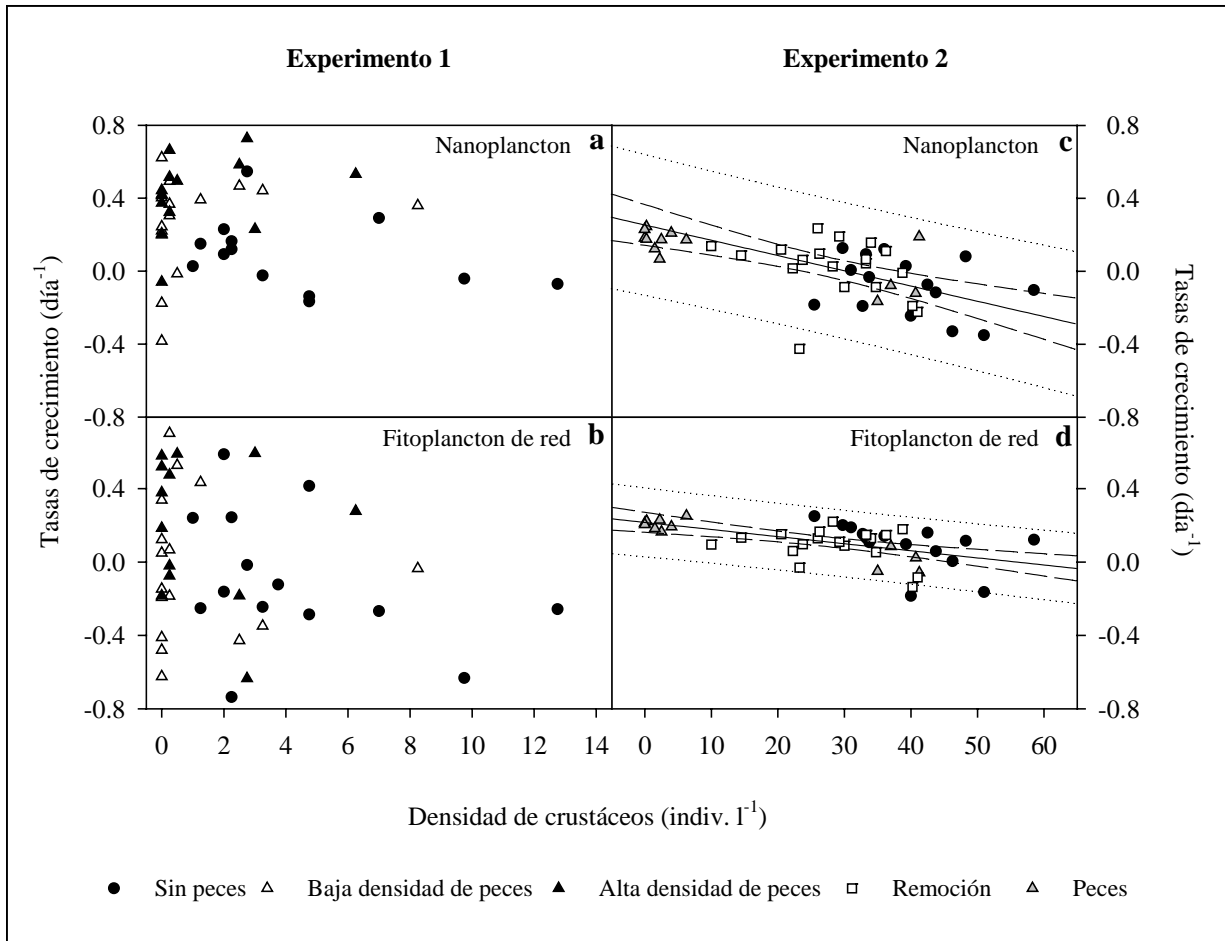 Experimento 1
Experimento 2
Tasas de crecimiento (día-1)
0.8
0.4
0.0
-0.4
-0.8
0.4
0.0
-0.4
-0.8
Nanoplancton a
Fitoplancton de red b
Nanoplancton c
Fitoplancton de red d
0.8
0.4
0.0
-0.4
-0.8
0.4
0.0
-0.4
-0.8
Tasas de crecimiento (día-1)
0 2 4 6 8 10 12 14
0 10 20 30 40 50 60
Densidad de crustáceos (indiv. l-1)
Sin peces Baja densidad de peces Alta densidad de peces Remoción Peces